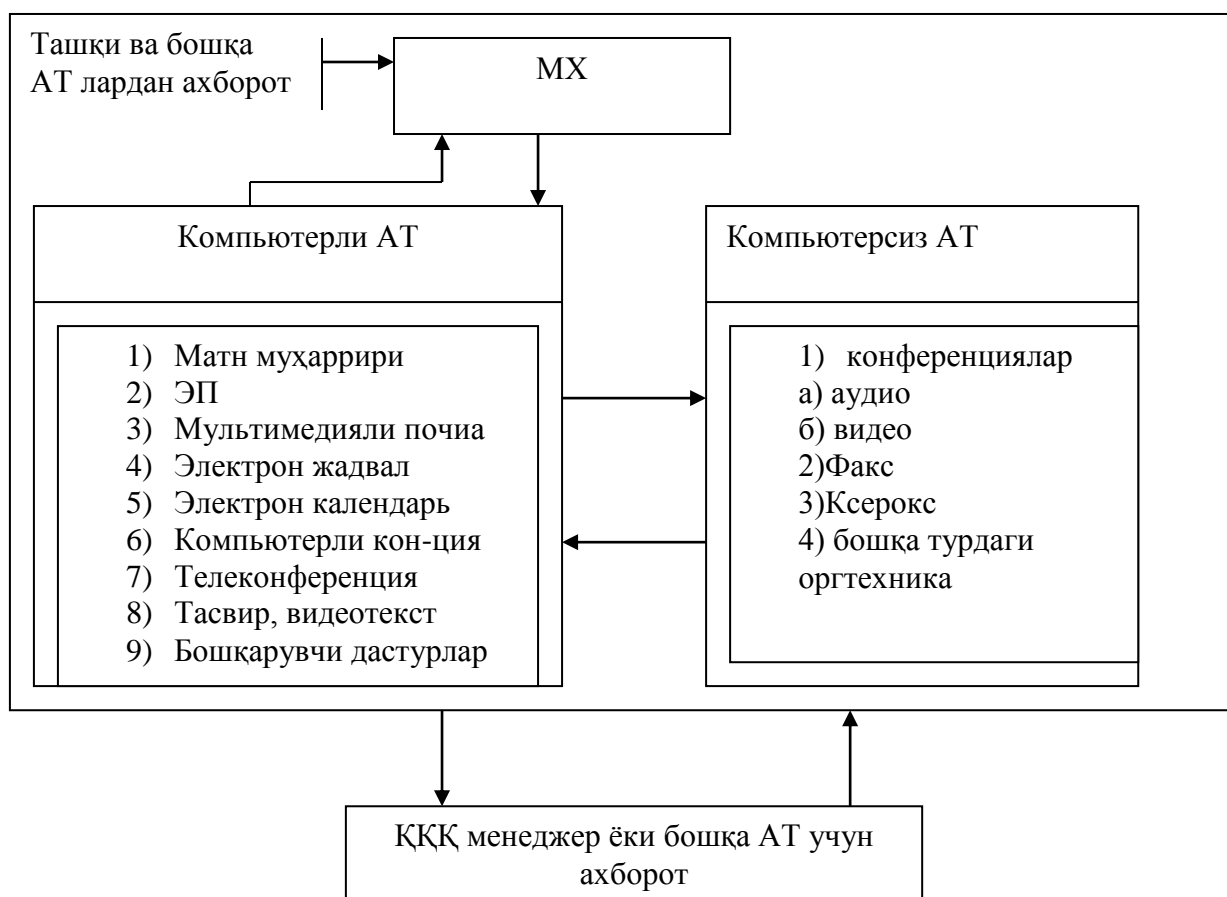 Ташқи ва бошқа
АТ лардан ахборот
МХ
Компьютерли АТ
Компьютерсиз АТ
1) Матн муҳаррири
2) ЭП
3) Мультимедияли почиа
4) Электрон жадвал
5) Электрон календарь
6) Компьютерли кон-ция
7) Телеконференция
8) Тасвир, видеотекст
9) Бошқарувчи дастурлар
1) конференциялар
а) аудио
б) видео
2)Факс
3)Ксерокс
4) бошқа турдаги
оргтехника
ҚҚҚ менеджер ёки бошқа АТ учун
ахборот